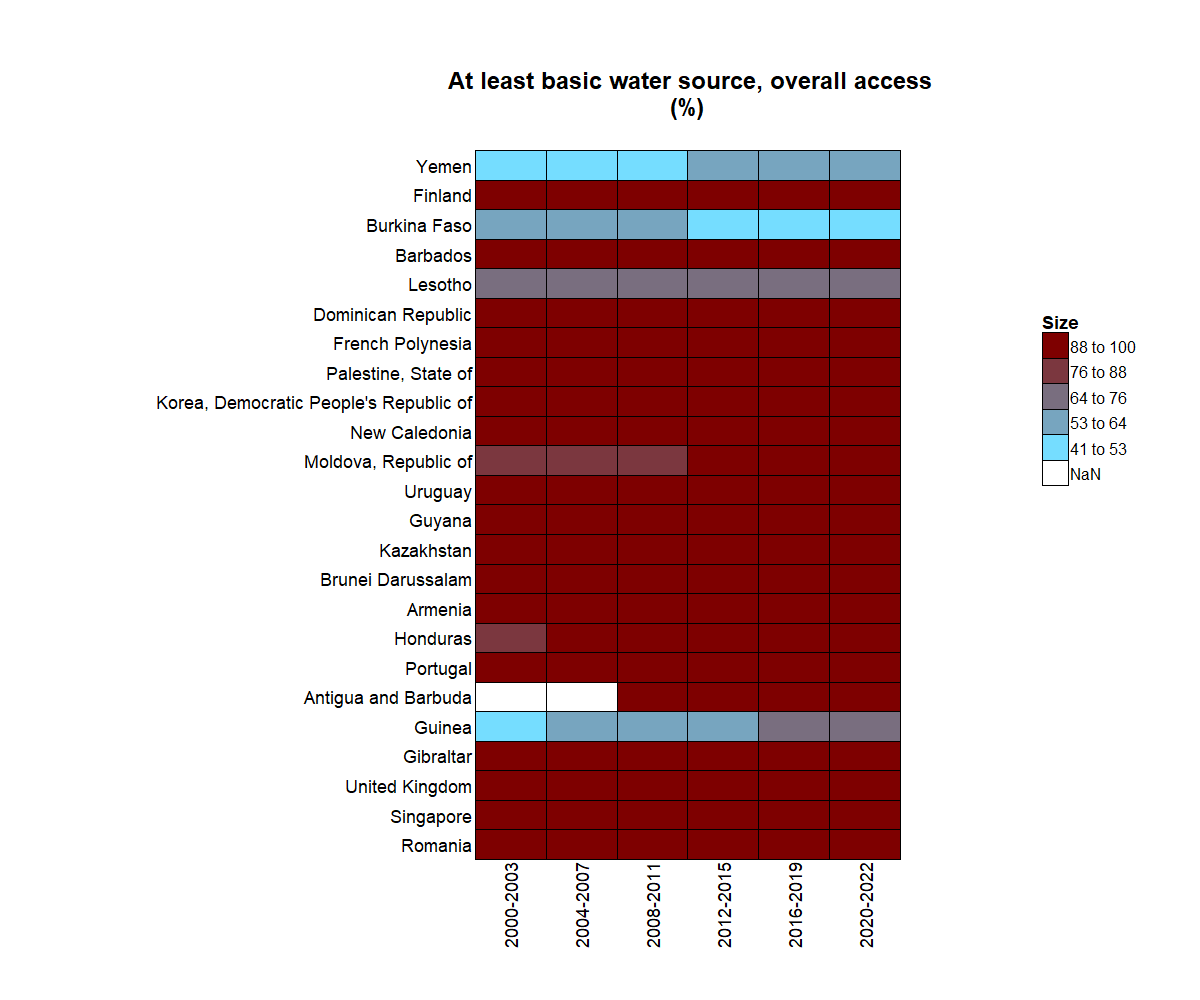 At least basic water source, overall access
(%)
Yemen
Finland
Burkina Faso
Barbados
Lesotho
Dominican Republic
French Polynesia
Palestine, State of
Korea, Democratic People's Republic of
New Caledonia
Moldova, Republic of
Uruguay
Guyana
Kazakhstan
Brunei Darussalam
Armenia
Honduras
Portugal
Antigua and Barbuda
Guinea
Gibraltar
United Kingdom
Singapore
Romania
2000-2003
2004-2007
2008-2011
2012-2015
2016-2019
2020-2022
Size
88 to 100
76 to 88
64 to 76
53 to 64
41 to 53
NaN